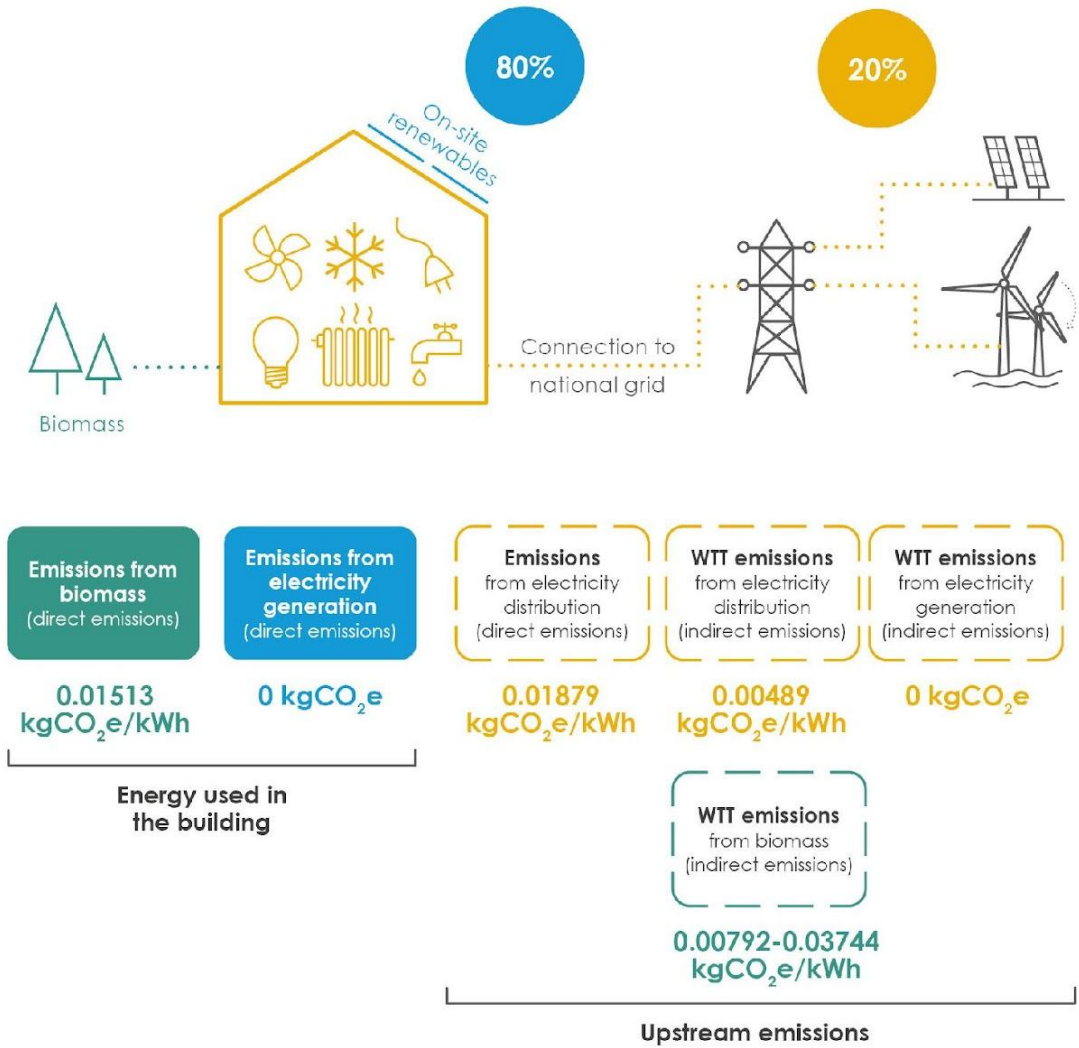 80%
20%
On-site
renewables
Connection to
national grid
Biomass
Emissions from
biomass
(direct emissions)
0.01513
kgCO₂e/kWh
Emissions from
electricity
generation
(direct emissions)
0 kgCO₂e
Energy used in
the building
Emissions
from electricity
distribution
(direct emissions)
0.01879
kgCO₂e/kWh
WTT emissions
from electricity
distribution
(indirect emissions)
0.00489
kgCO₂e/kWh
WTT emissions
from electricity
generation
(indirect emissions)
0 kgCO₂e
WTT emissions
from biomass
(indirect emissions)
0.00792-0.03744
kgCO₂e/kWh
Upstream emissions